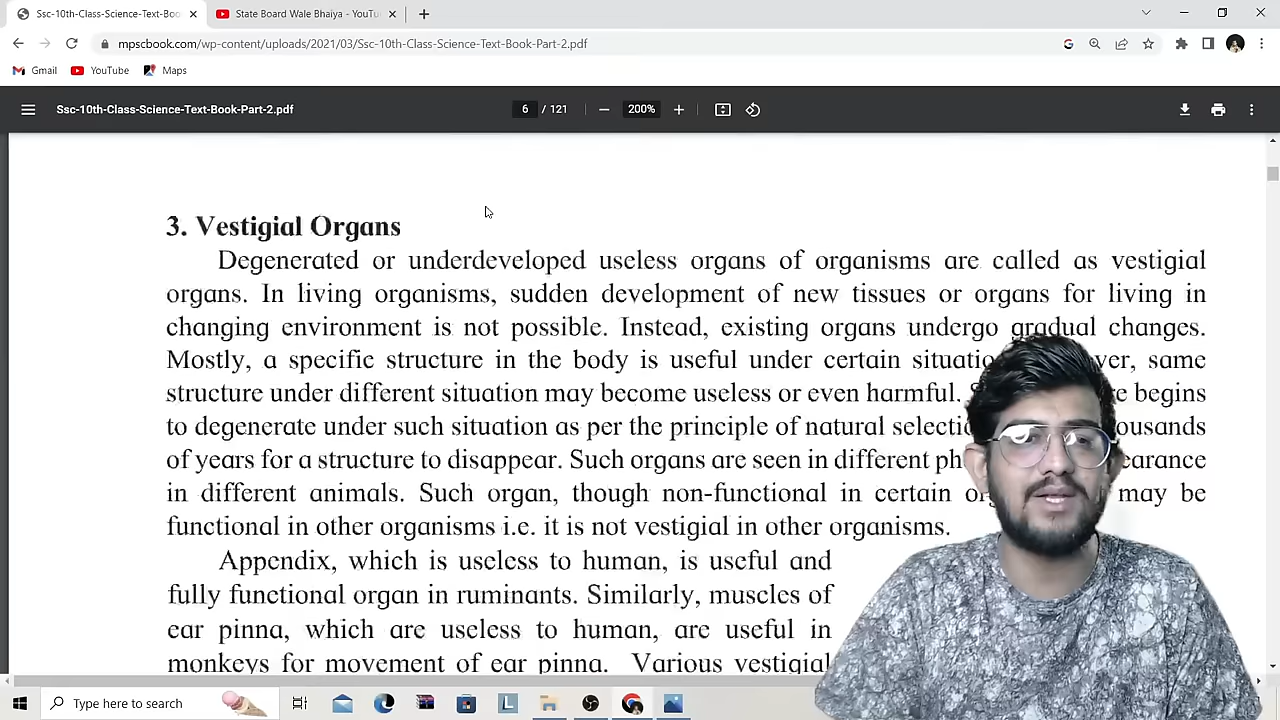 Ssc-10th-Class-Science-Text-Boo
State Board Wale Bhaiya - YouTu
mpscbook.com/wp-content/uploads/2021/03/Ssc-10th-Class-Science-Text-Book-Part-2.pdf
Gmail YouTube Maps
Ssc-10th-Class-Science-Text-Book-Part-2.pdf 6 / 121 200%
3. Vestigial Organs
Degenerated or underdeveloped useless organs of organisms are called as vestigial
organs. In living organisms, sudden development of new tissues or organs for living in
changing environment is not possible. Instead, existing organs undergo gradual changes.
Mostly, a specific structure in the body is useful under certain same
structure under different situation may become useless or even harmful. begins
to degenerate under such situation as per the principle of natural
of years for a structure to disappear. Such organs are seen in different
in different animals. Such organ, though non-functional in certain may be
functional in other organisms i.e. it is not vestigial in other organisms.
Appendix, which is useless to human, is useful and
fully functional organ in ruminants. Similarly, muscles of
ear pinna, which are useless to human, are useful in
monkeys for movement of ear pinna. Various vestigial
Type here to search
L